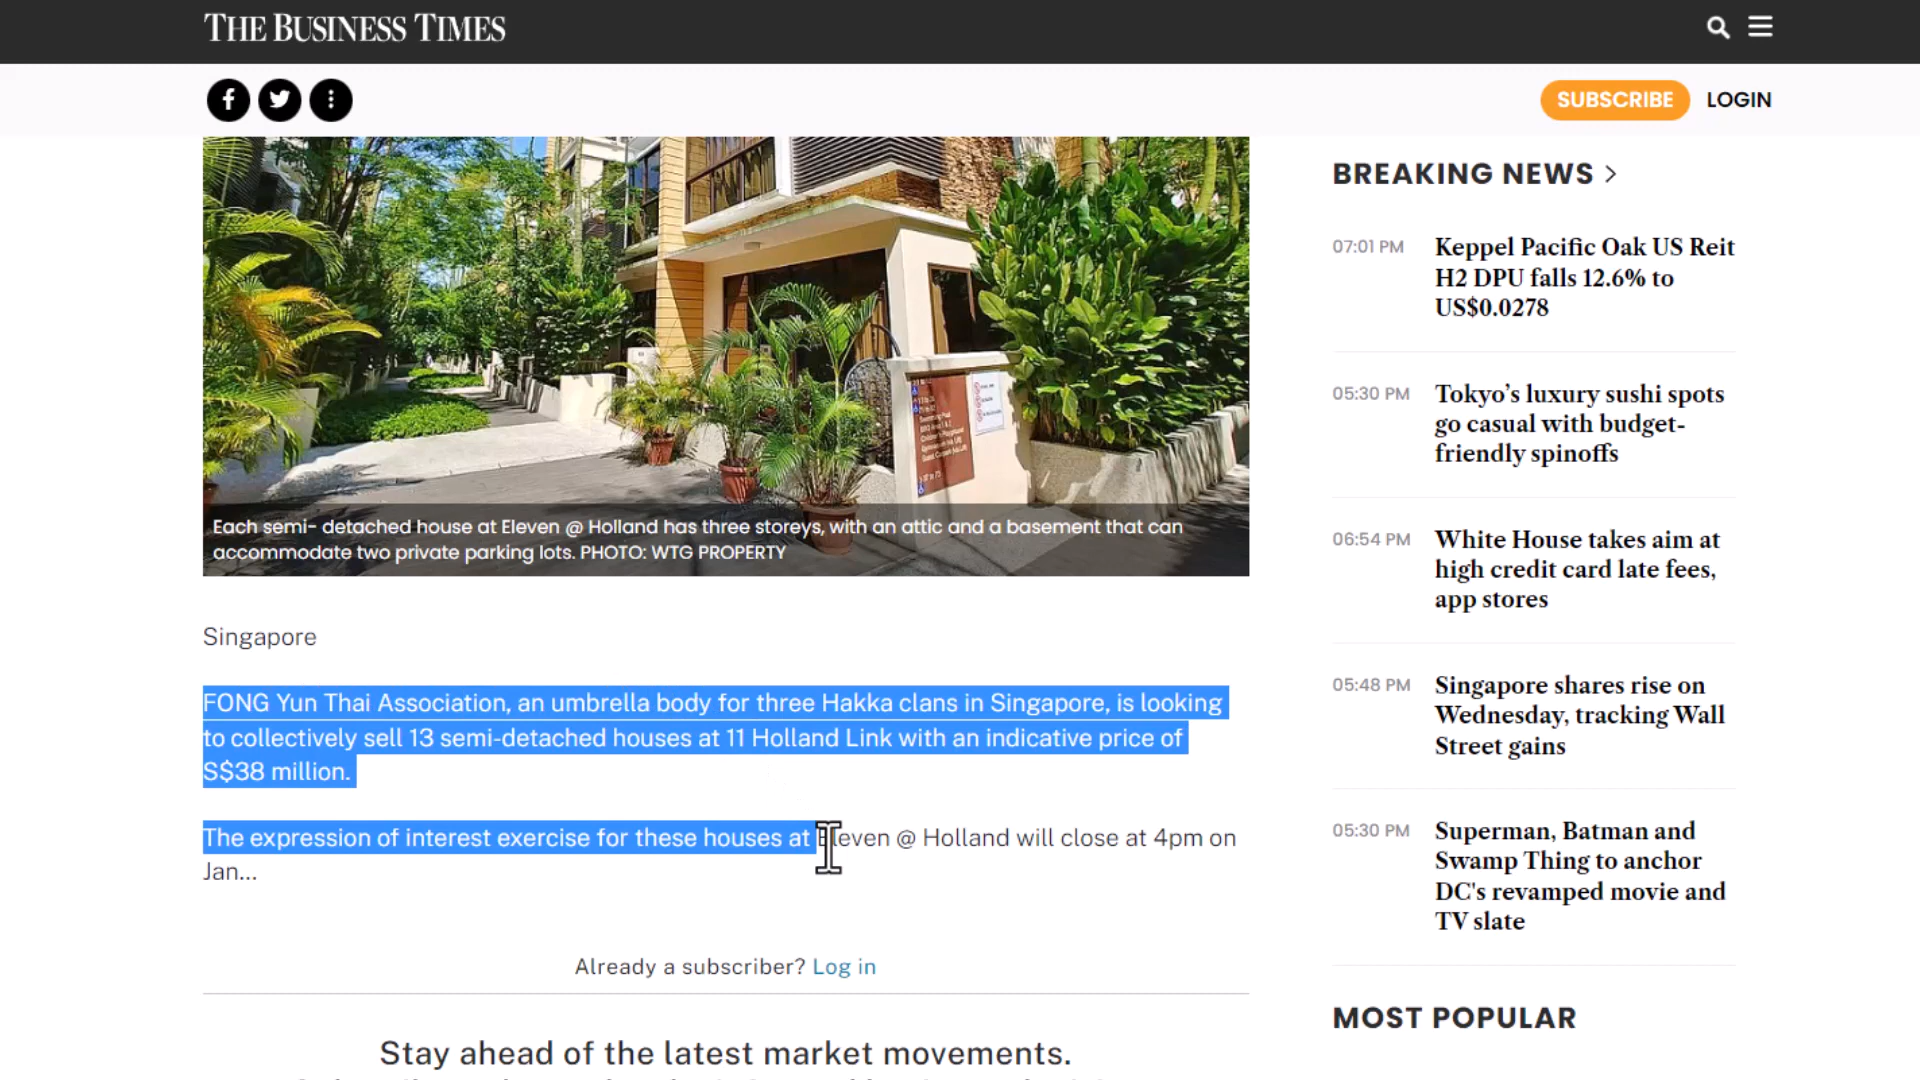 THE BUSINESS TIMES
SUBSCRIBE
LOGIN
Each semi- detached house at Eleven @ Holland has three storeys, with an attic and a basement that can
accommodate two private parking lots. PHOTO: WTG PROPERTY
Singapore
FONG Yun Thai Association, an umbrella body for three Hakka clans in Singapore, is looking
to collectively sell 13 semi-detached houses at 11 Holland Link with an indicative price of
S$38 million.
The expression of interest exercise for these houses at Eleven @ Holland will close at 4pm on
Jan...
Already a subscriber? Log in
Stay ahead of the latest market movements.
BREAKING NEWS >
07:01 PM
Keppel Pacific Oak US Reit
H2 DPU falls 12.6% to
US$0.0278
05:30 PM
Tokyo’s luxury sushi spots
go casual with budget-
friendly spinoffs
06:54 PM
White House takes aim at
high credit card late fees,
app stores
05:48 PM
Singapore shares rise on
Wednesday, tracking Wall
Street gains
05:30 PM
Superman, Batman and
Swamp Thing to anchor
DC's revamped movie and
TV slate
MOST POPULAR